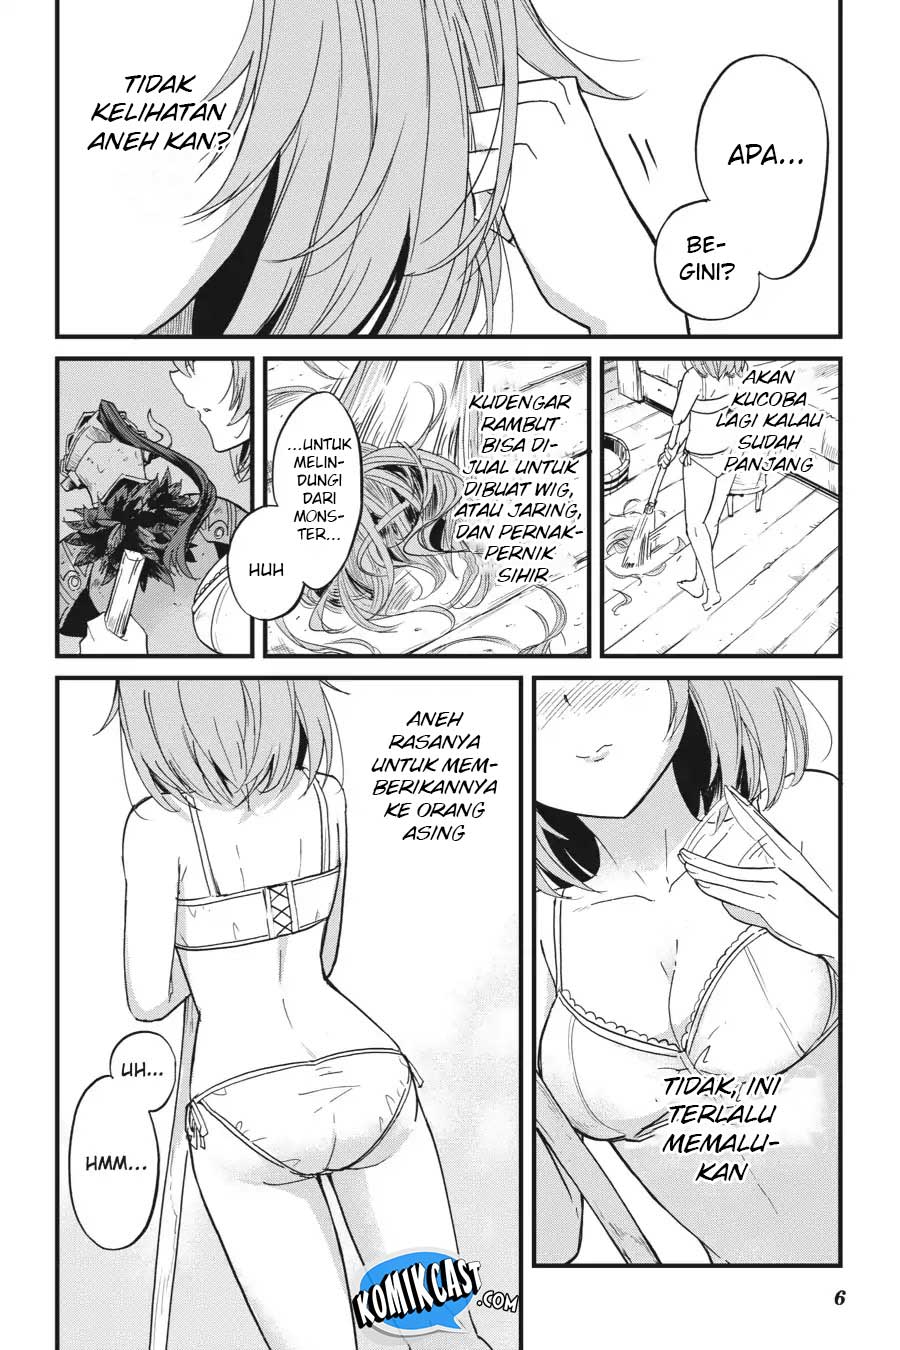 APA...
BE-
GINI?
TIDAK
KELIHATAN
ANEH KAN?
AKAN
KUCOBA
LAGI KALAU
SUDAH
PANJANG
KUDENGAR
RAMBUT
BISA DI-
JUAL UNTUK
DIBUAT WIG,
ATAU JARING,
DAN PERNAK-
PERNIK
SIHIR
...UNTUK
MELIN-
DUNGI
DARI
MONS-
TER...
HUH
TIDAK, INI
TERLALU
MEMALU-
KAN
ANEH
RASANYA
UNTUK MEM-
BERIKANNYA
KE ORANG
ASING
UH...
HMM...
KOMIKCAST
.COM
6